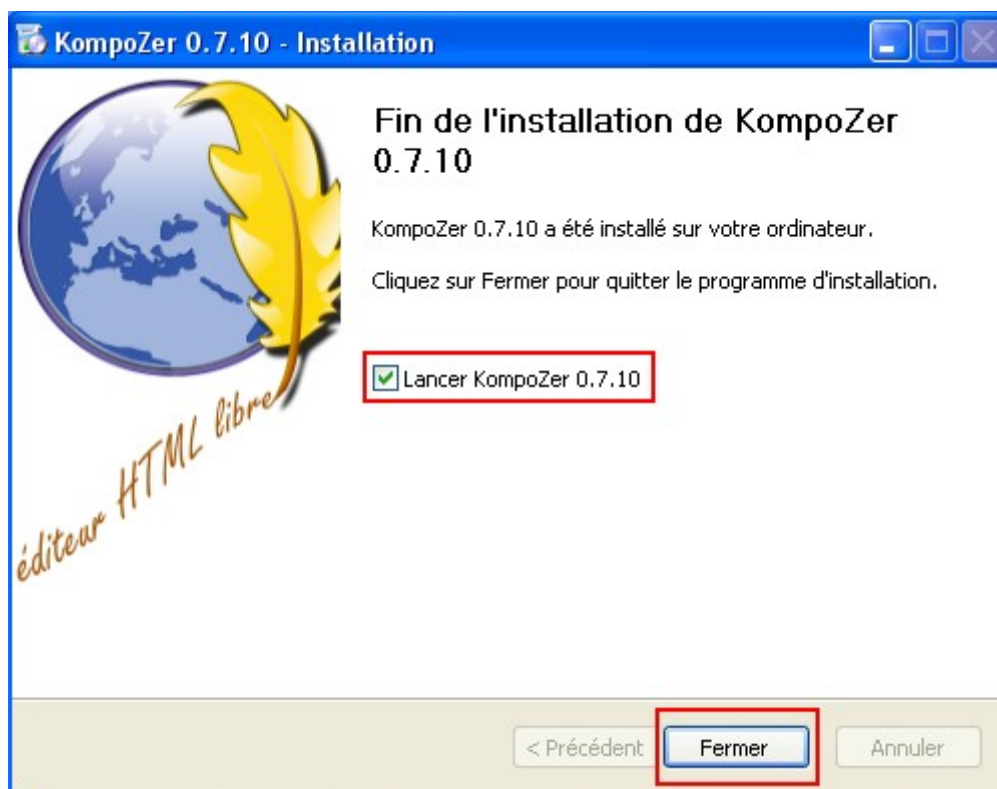 KompoZer 0.7.10 - Installation
Fin de l'installation de KompoZer
0.7.10
KompoZer 0.7.10 a été installé sur votre ordinateur.
Cliquez sur Fermer pour quitter le programme d'installation.
Lancer KompoZer 0.7.10
éditeur HTML libre
< Précédent Fermer Annuler